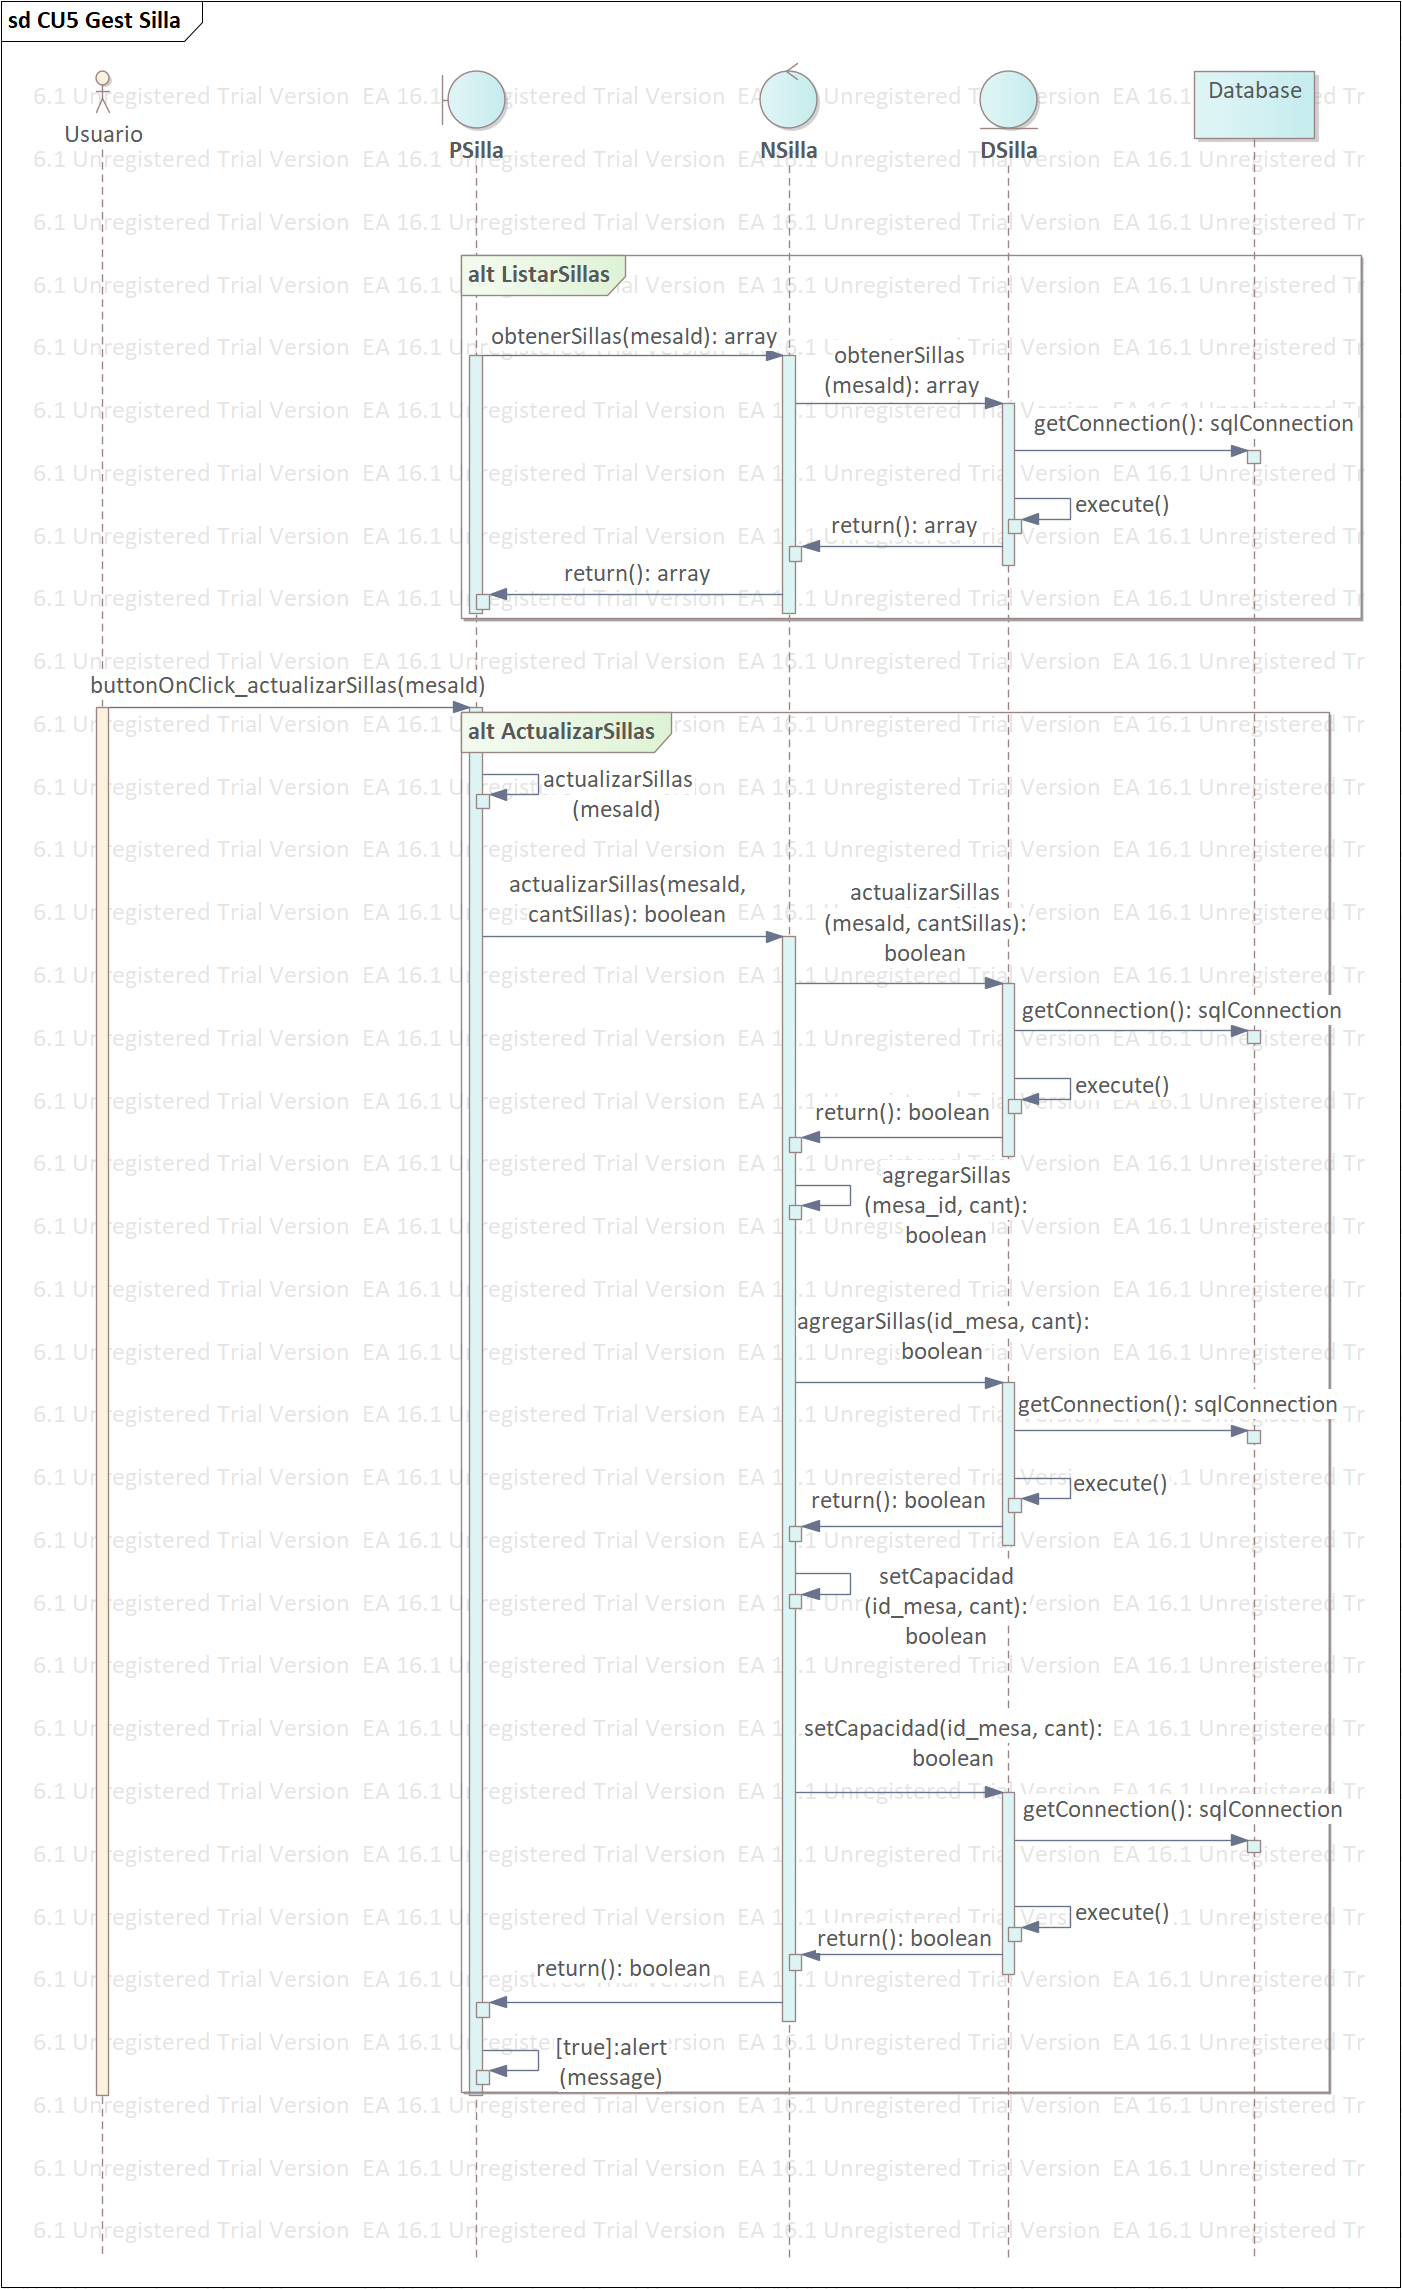 sd CU5 Gest Silla
Usuario
PSilla
NSilla
DSilla
Database
alt ListarSillas
obtenerSillas(mesaId): array
obtenerSillas
(mesaId): array
getConnection(): sqlConnection
execute()
return(): array
return(): array
buttonOnClick_actualizarSillas(mesaId)
alt ActualizarSillas
actualizarSillas
(mesaId)
actualizarSillas(mesaId,
cantSillas): boolean
actualizarSillas
(mesaId, cantSillas):
boolean
getConnection(): sqlConnection
execute()
return(): boolean
agregarSillas
(mesa_id, cant):
boolean
agregarSillas(id_mesa, cant):
boolean
getConnection(): sqlConnection
execute()
return(): boolean
setCapacidad
(id_mesa, cant):
boolean
setCapacidad(id_mesa, cant):
boolean
getConnection(): sqlConnection
execute()
return(): boolean
return(): boolean
[true]:alert
(message)